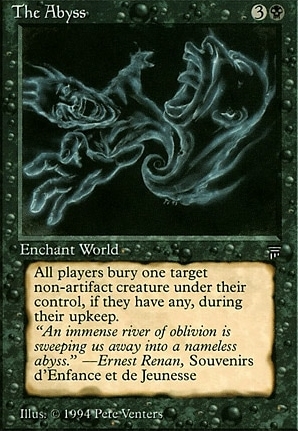 The Abyss 3
Enchant World
All players bury one target
non-artifact creature under their
control, if they have any, during
their upkeep.
"An immense river of oblivion is
sweeping us away into a nameless
abyss." —Ernest Renan, Souvenirs
d'Enfance et de Jeunesse
Illus: © 1994 Pete Venters